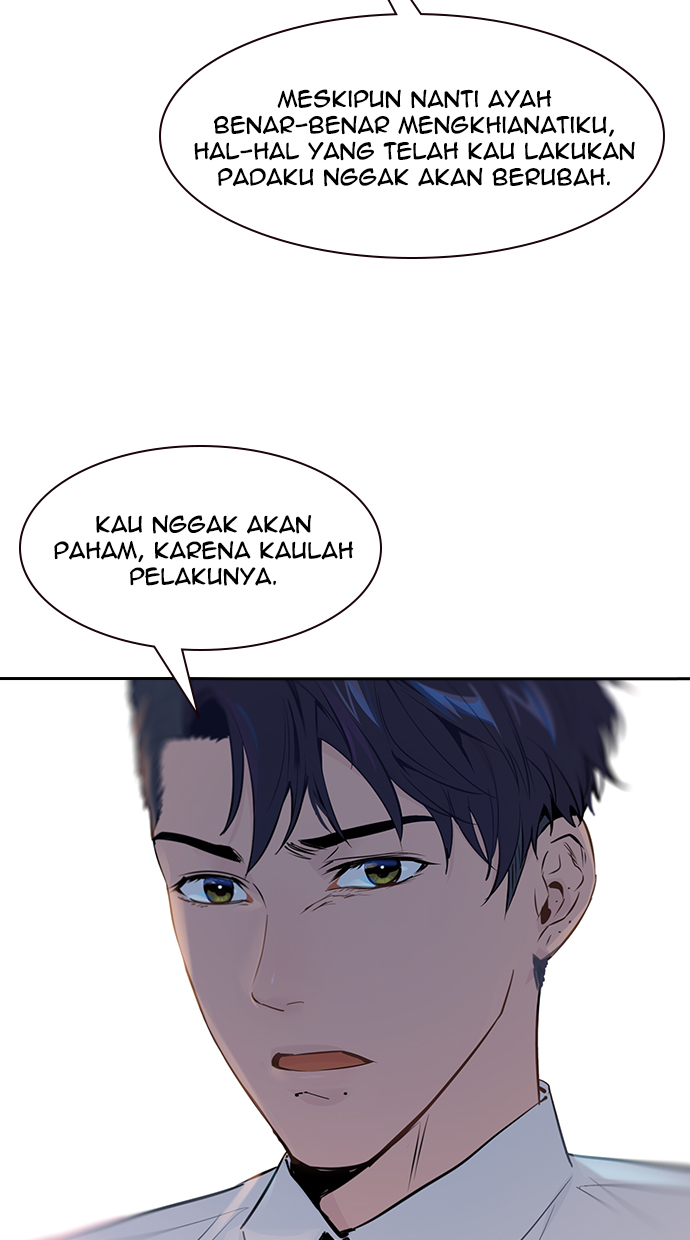 MESKIPUN NANTI AYAH
BENAR-BENAR MENGKHIANATIKU,
HAL-HAL YANG TELAH KAU LAKUKAN
PADAKU NGGAK AKAN BERUBAH.
KAU NGGAK AKAN
PAHAM, KARENA KAULAH
PELAKUNYA.